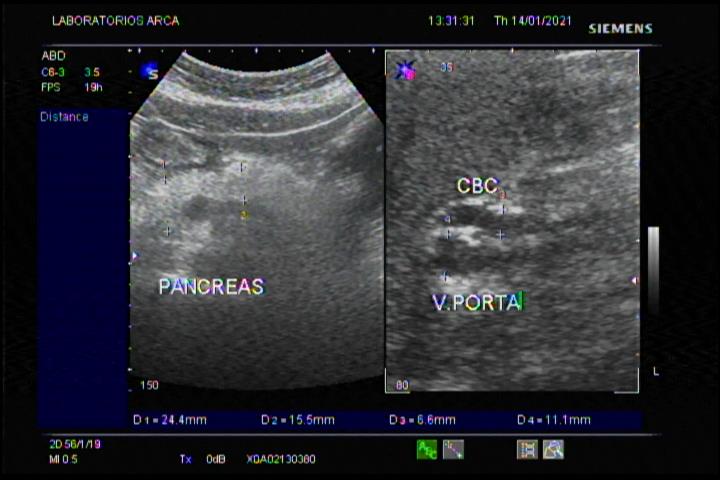 LABORATORIOS ARCA
13:31:31 Th 14/01/2021
SIEMENS
ABD
C6-3 3.5
FPS 19h
Distance
S
35
CBC
PANCREAS
V.PORTA
150
80
L
D1 = 24.4mm D2 = 15.5mm D3 = 6.6mm D4 = 11.1mm
2D 56/1/19
MI 0.5 Tx 0dB